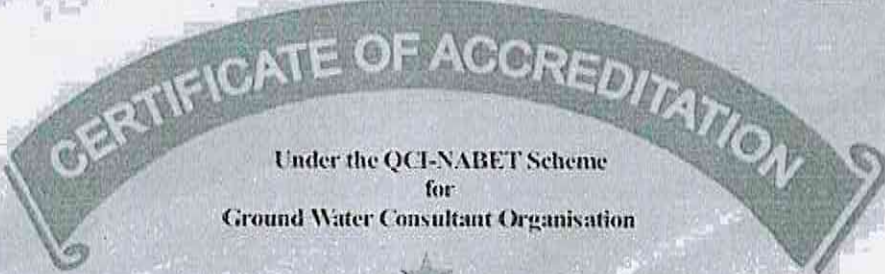 CERTIFICATE OF ACCREDITATION
Under the QCI-NABET Scheme
for
Ground Water Consultant Organisation